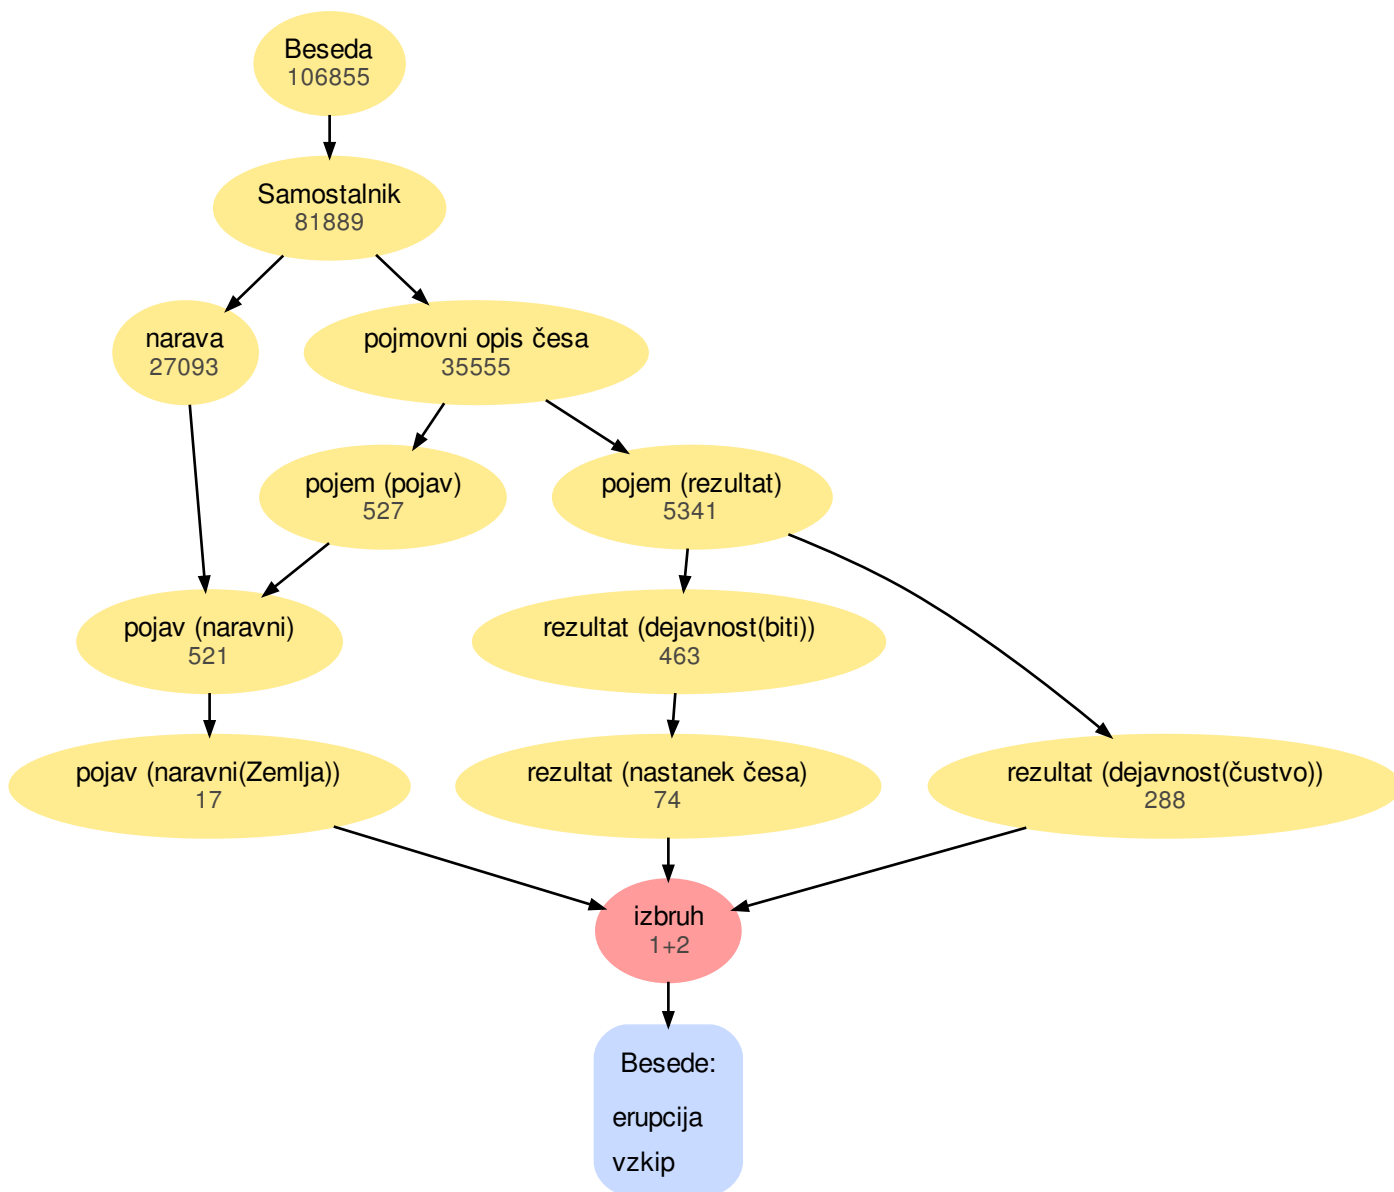 Beseda
106855
Samostalnik
81889
narava
27093
pojmovni opis česa
35555
pojem (pojav)
527
pojem (rezultat)
5341
pojav (naravni)
521
rezultat (dejavnost(biti))
463
pojav (naravni(Zemlja))
17
rezultat (nastanek česa)
74
rezultat (dejavnost(čustvo))
288
izbruh
1+2
Besede:
erupcija
vzkip